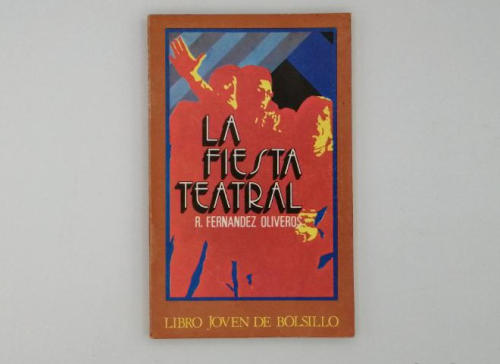 LA
FIESTA
TEATRAL
R. FERNANDEZ OLIVEROS
LIBRO JOVEN DE BOLSILLO